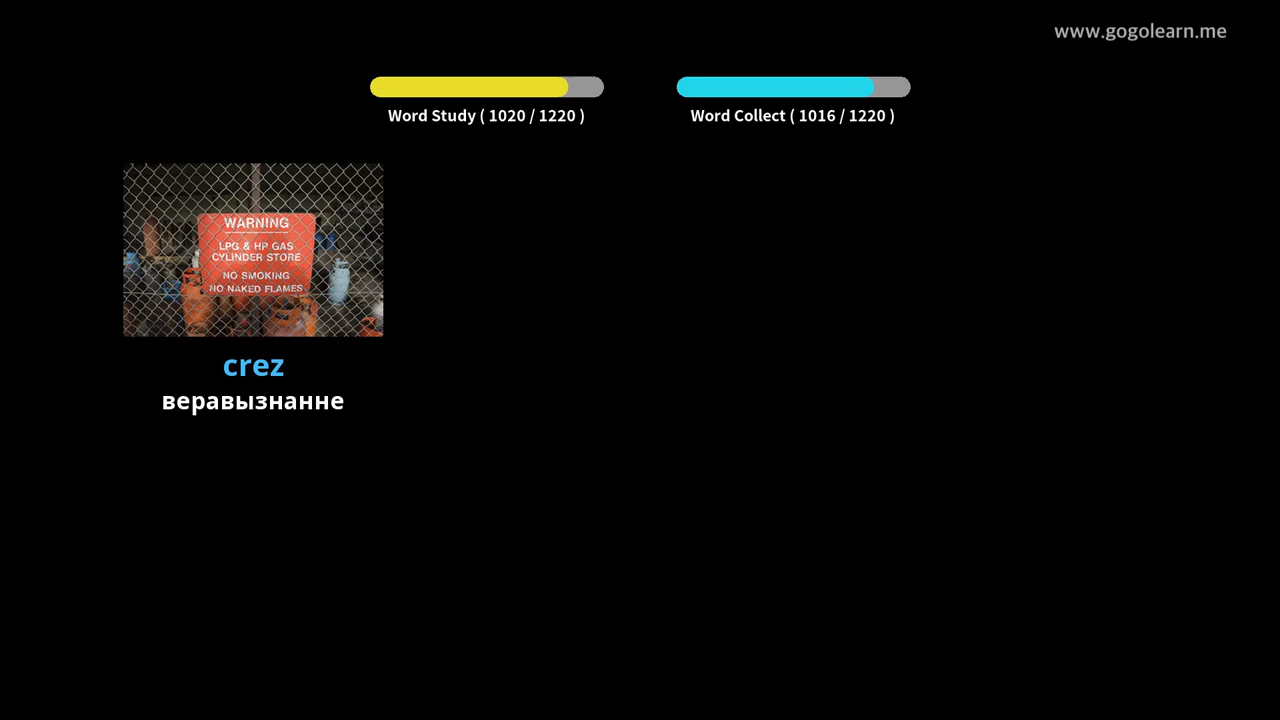 www.gogolearn.me
Word Study ( 1020 / 1220 )
Word Collect ( 1016 / 1220 )
WARNING
LPG & HP GAS
CYLINDER STORE
NO SMOKING
NO NAKED FLAMES
crez
веравызнанне